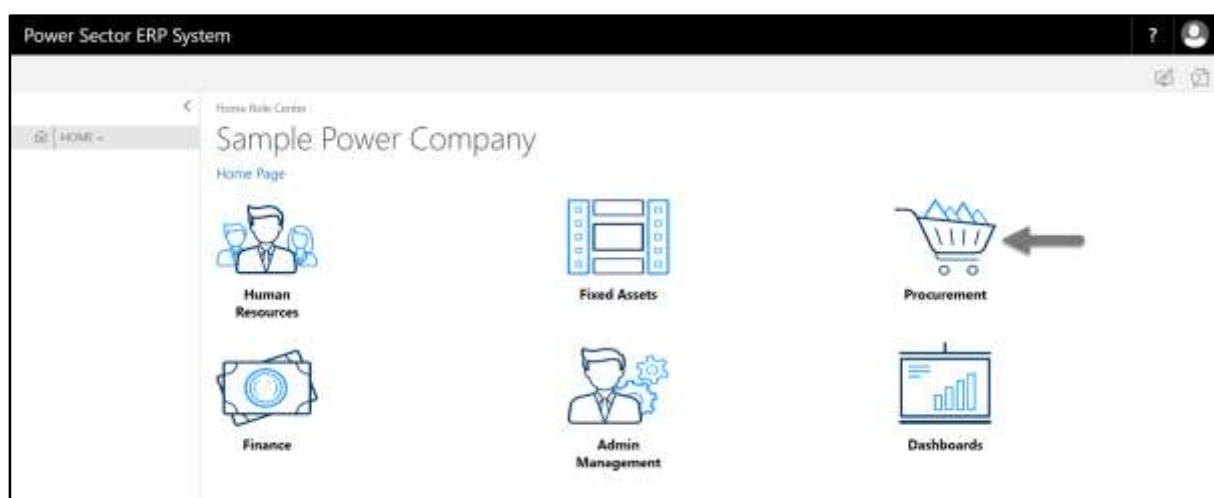 Power Sector ERP System
?
Home Role Center
HOME
Sample Power Company
Home Page
Human
Resources
Fixed Assets
Procurement
Finance
Admin
Management
Dashboards